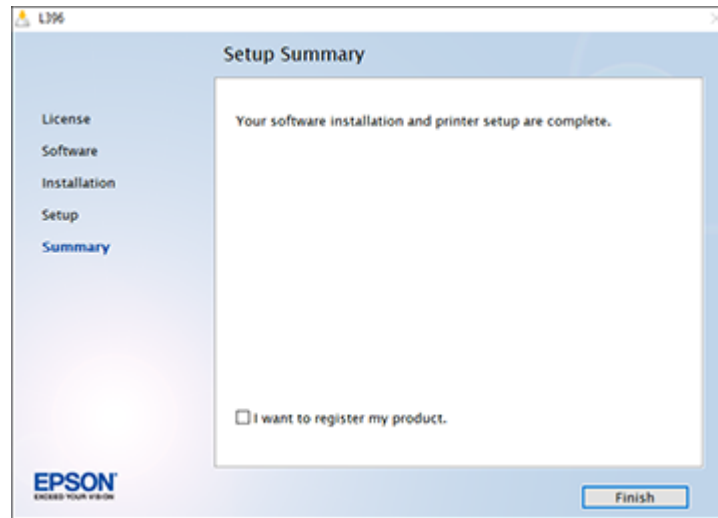 L396
Setup Summary
License
Software
Installation
Setup
Summary
Your software installation and printer setup are complete.
I want to register my product.
EPSON
EXCEED YOUR VISION
Finish